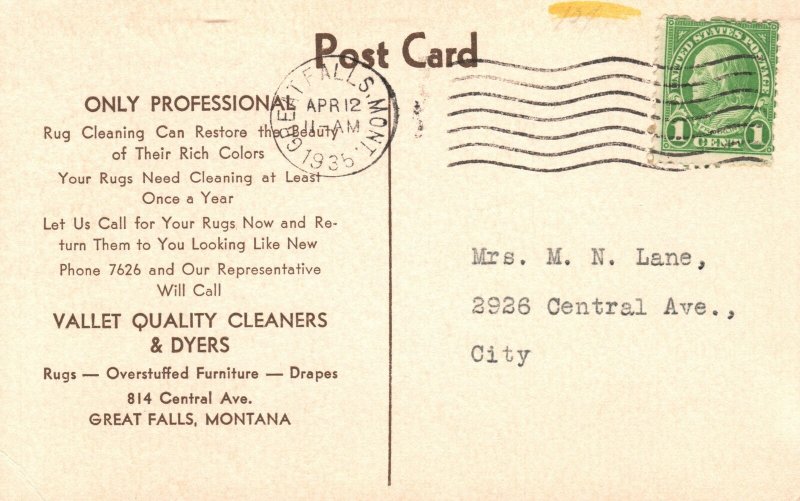 Post Card
ONLY PROFESSIONAL
Rug Cleaning Can Restore the Beauty
of Their Rich Colors
Your Rugs Need Cleaning at Least
Once a Year
Let Us Call for Your Rugs Now and Re-
turn Them to You Looking Like New
Phone 7626 and Our Representative
Will Call
VALLET QUALITY CLEANERS
& DYERS
Rugs — Overstuffed Furniture — Drapes
814 Central Ave.
GREAT FALLS, MONTANA
GREAT FALLS, MONT.
APR 12
11-AM
1935
UNITED STATES POSTAGE
1 CENT 1
Mrs. M. N. Lane,
2926 Central Ave.,
City